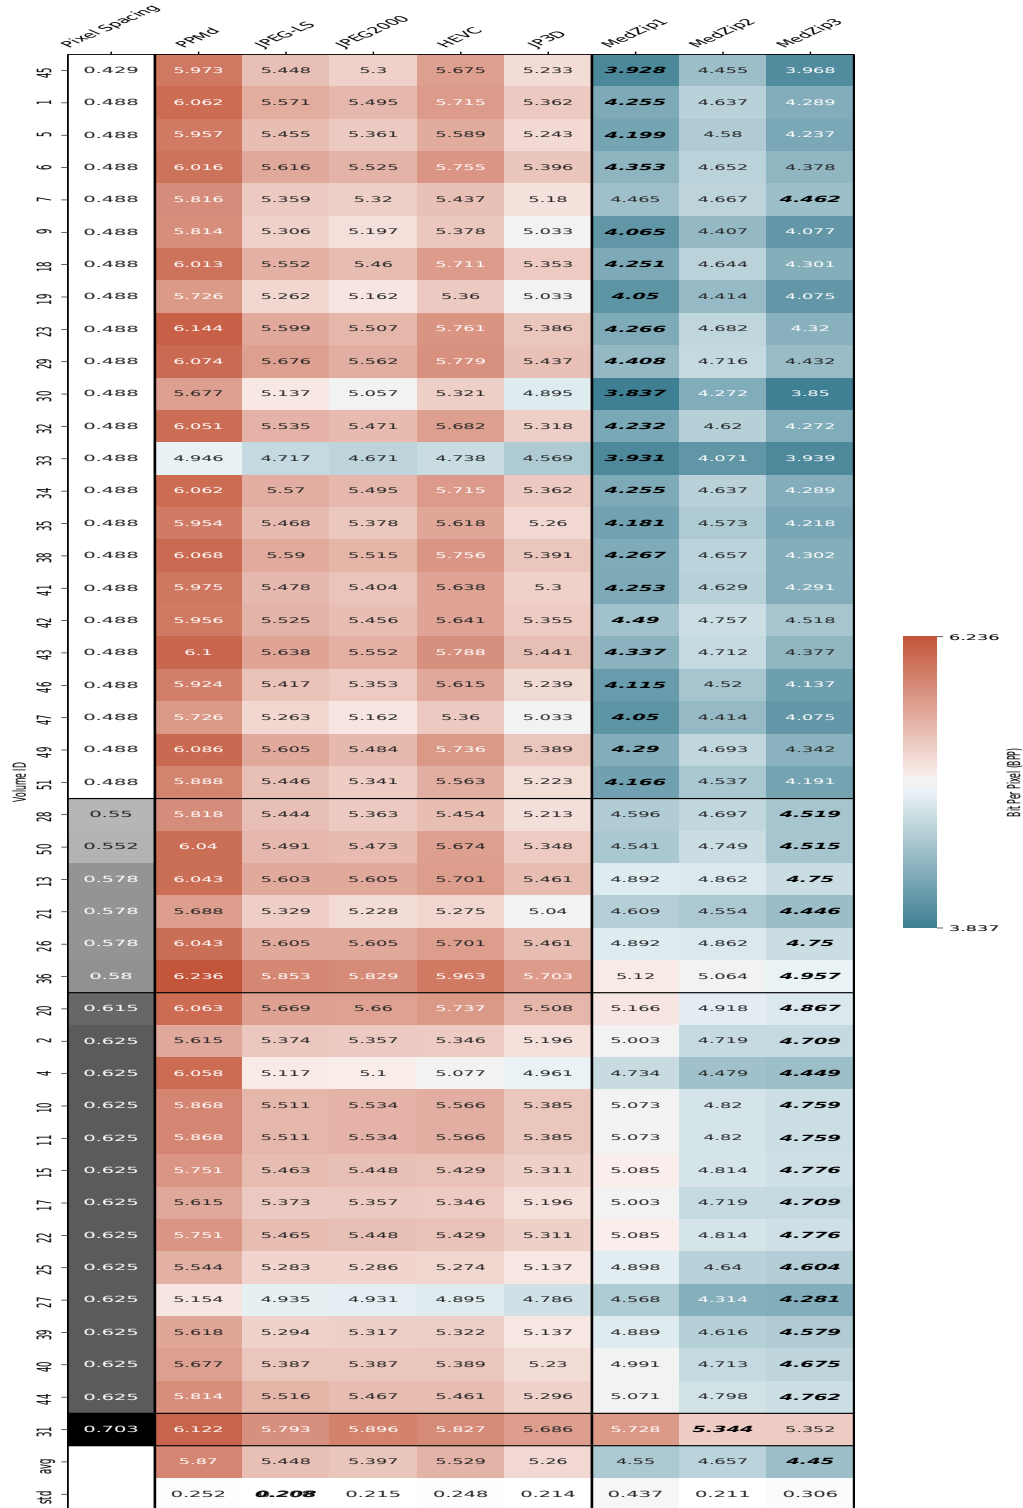 Pixel Spacing PPMd JPEG-LS JPEG2000 HEVC JP3D MedZip1 MedZip2 MedZip3
45 0.429 5.973 5.448 5.3 5.675 5.233 3.928 4.455 3.968
1 0.488 6.062 5.571 5.495 5.715 5.362 4.255 4.637 4.289
5 0.488 5.957 5.455 5.361 5.589 5.243 4.199 4.58 4.237
6 0.488 6.016 5.616 5.525 5.755 5.396 4.353 4.652 4.378
7 0.488 5.816 5.359 5.32 5.437 5.18 4.465 4.667 4.462
9 0.488 5.814 5.306 5.197 5.378 5.033 4.065 4.407 4.077
18 0.488 6.013 5.552 5.46 5.711 5.353 4.251 4.644 4.301
19 0.488 5.726 5.262 5.162 5.36 5.033 4.05 4.414 4.075
23 0.488 6.144 5.599 5.507 5.761 5.386 4.266 4.682 4.32
29 0.488 6.074 5.676 5.562 5.779 5.437 4.408 4.716 4.432
30 0.488 5.677 5.137 5.057 5.321 4.895 3.837 4.272 3.85
32 0.488 6.051 5.535 5.471 5.682 5.318 4.232 4.62 4.272
33 0.488 4.946 4.717 4.671 4.738 4.569 3.931 4.071 3.939
34 0.488 6.062 5.57 5.495 5.715 5.362 4.255 4.637 4.289
35 0.488 5.954 5.468 5.378 5.618 5.26 4.181 4.573 4.218
38 0.488 6.068 5.59 5.515 5.756 5.391 4.267 4.657 4.302
41 0.488 5.975 5.478 5.404 5.638 5.3 4.253 4.629 4.291
42 0.488 5.956 5.525 5.456 5.641 5.355 4.49 4.757 4.518
43 0.488 6.1 5.638 5.552 5.788 5.441 4.337 4.712 4.377
46 0.488 5.924 5.417 5.353 5.615 5.239 4.115 4.52 4.137
47 0.488 5.726 5.263 5.162 5.36 5.033 4.05 4.414 4.075
49 0.488 6.086 5.605 5.484 5.736 5.389 4.29 4.693 4.342
51 0.488 5.888 5.446 5.341 5.563 5.223 4.166 4.537 4.191
28 0.55 5.818 5.444 5.363 5.454 5.213 4.596 4.697 4.519
50 0.552 6.04 5.491 5.473 5.674 5.348 4.541 4.749 4.515
13 0.578 6.043 5.603 5.605 5.701 5.461 4.892 4.862 4.75
21 0.578 5.688 5.329 5.228 5.275 5.04 4.609 4.554 4.446
26 0.578 6.043 5.605 5.605 5.701 5.461 4.892 4.862 4.75
36 0.58 6.236 5.853 5.829 5.963 5.703 5.12 5.064 4.957
20 0.615 6.063 5.669 5.66 5.737 5.508 5.166 4.918 4.867
2 0.625 5.615 5.374 5.357 5.346 5.196 5.003 4.719 4.709
4 0.625 6.058 5.117 5.1 5.077 4.961 4.734 4.479 4.449
10 0.625 5.868 5.511 5.534 5.566 5.385 5.073 4.82 4.759
11 0.625 5.868 5.511 5.534 5.566 5.385 5.073 4.82 4.759
15 0.625 5.751 5.463 5.448 5.429 5.311 5.085 4.814 4.776
17 0.625 5.615 5.373 5.357 5.346 5.196 5.003 4.719 4.709
22 0.625 5.751 5.465 5.448 5.429 5.311 5.085 4.814 4.776
25 0.625 5.544 5.283 5.286 5.274 5.137 4.898 4.64 4.604
27 0.625 5.154 4.935 4.931 4.895 4.786 4.568 4.314 4.281
39 0.625 5.618 5.294 5.317 5.322 5.137 4.889 4.616 4.579
40 0.625 5.677 5.387 5.387 5.389 5.23 4.991 4.713 4.675
44 0.625 5.814 5.516 5.467 5.461 5.296 5.071 4.798 4.762
31 0.703 6.122 5.793 5.896 5.827 5.686 5.728 5.344 5.352
avg 5.87 5.448 5.397 5.529 5.26 4.55 4.657 4.45
std 0.252 0.208 0.215 0.248 0.214 0.437 0.211 0.306
Volume ID
6.236
3.837
Bit Per Pixel (BPP)